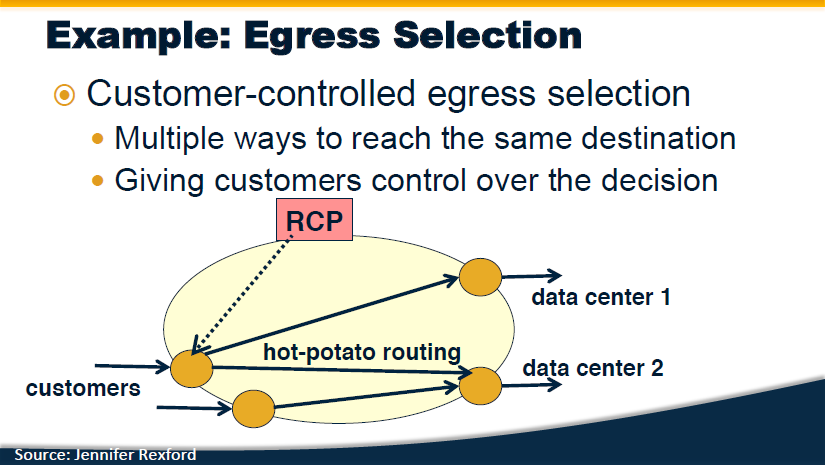 Example: Egress Selection
Customer-controlled egress selection
Multiple ways to reach the same destination
Giving customers control over the decision
RCP
data center 1
hot-potato routing
data center 2
customers
Source: Jennifer Rexford